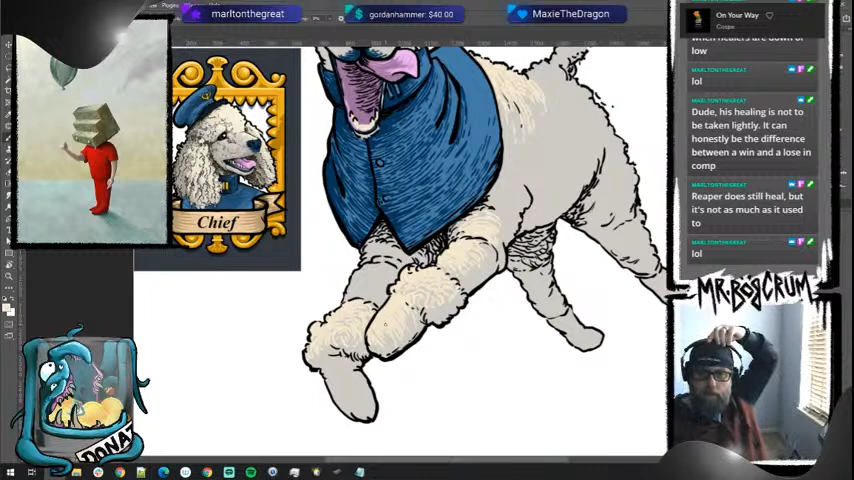 marltonthegreat
gordanhammer: $40.00
MaxieTheDragon
On Your Way
when healers are down or
low
MARLTONTHEGREAT
lol
MARLTONTHEGREAT
Dude, his healing is not to
be taken lightly. It can
honestly be the difference
between a win and a lose in
comp
MARLTONTHEGREAT
Reaper does still heal, but
it's not as much as it used
to
MARLTONTHEGREAT
lol
Chief
MR.BOGCRUM
DONAT